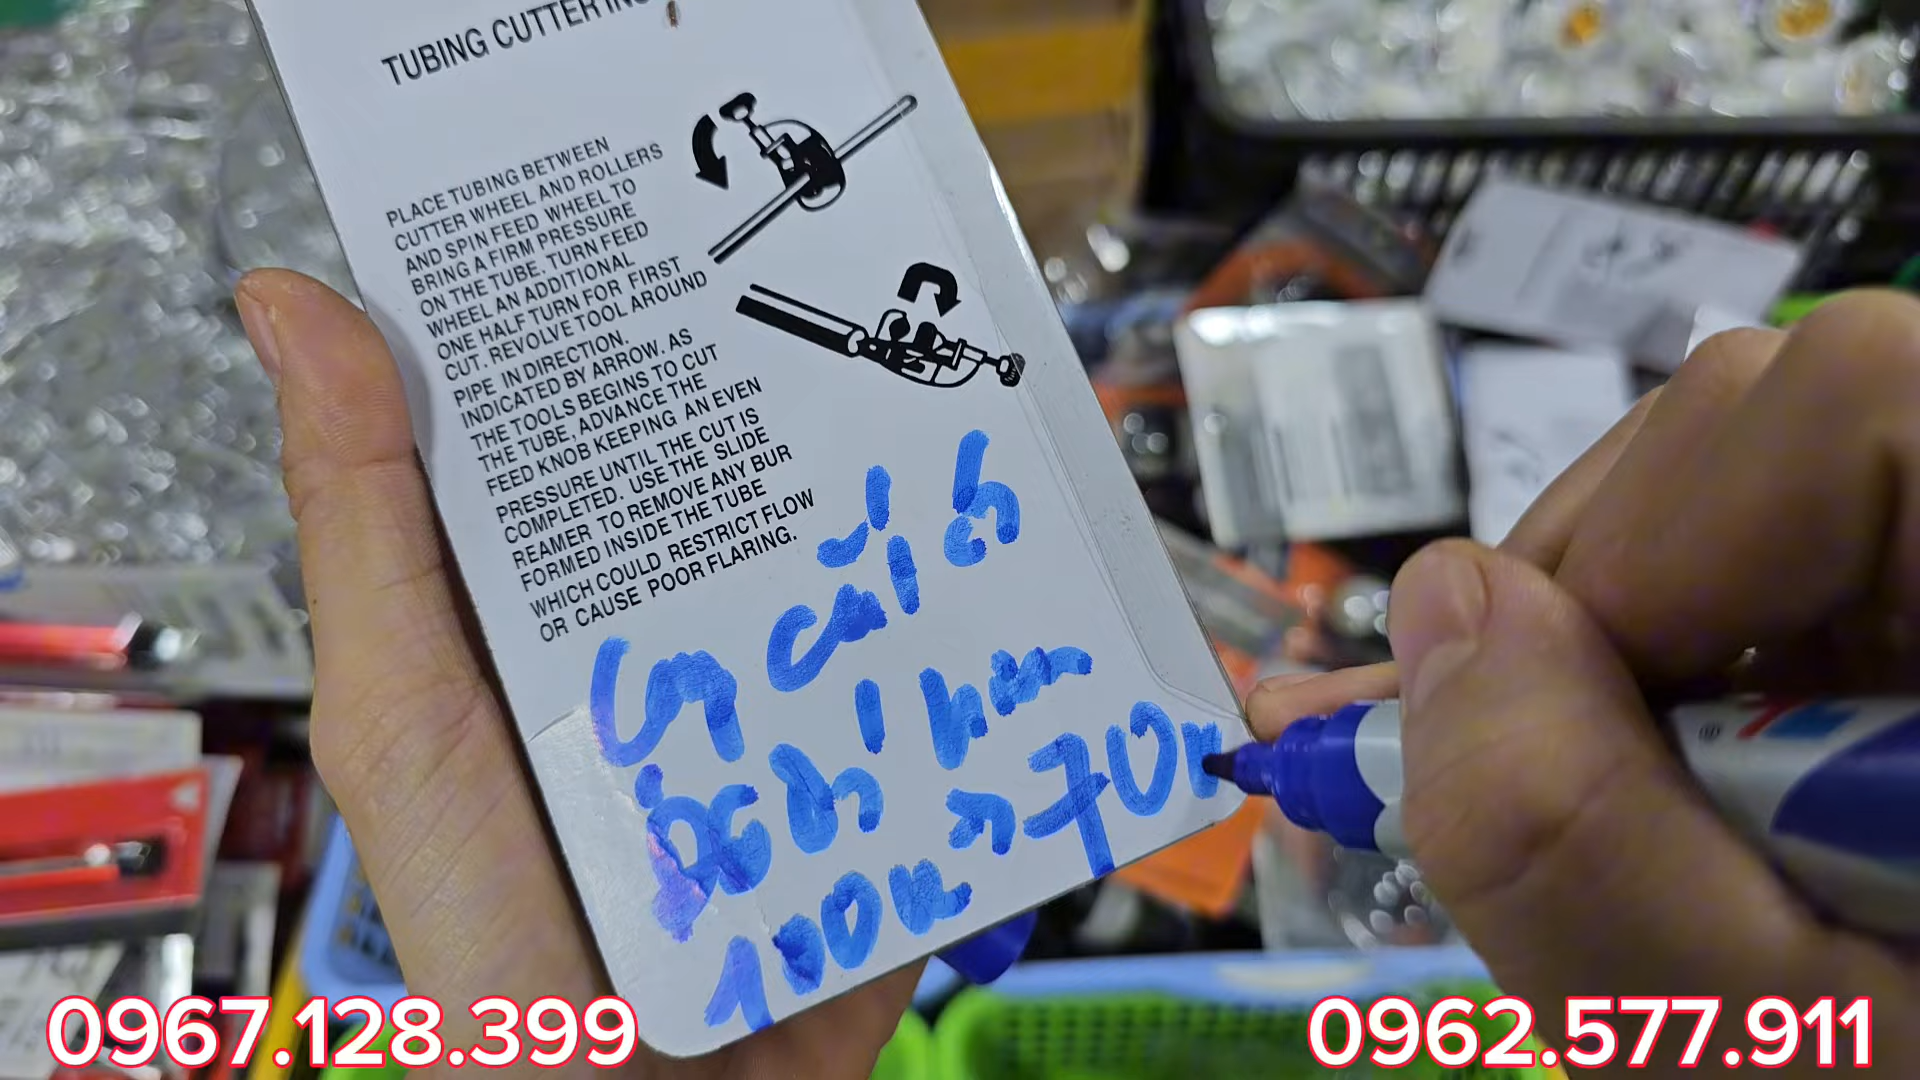 TUBING CUTTER
PLACE TUBING BETWEEN
CUTTER WHEEL AND ROLLERS
AND SPIN FEED WHEEL TO
BRING A FIRM PRESSURE
ON THE TUBE. TURN FEED
WHEEL AN ADDITIONAL
ONE HALF TURN FOR FIRST
CUT. REVOLVE TOOL AROUND
PIPE IN DIRECTION.
INDICATED BY ARROW. AS
THE TOOLS BEGINS TO CUT
THE TUBE, ADVANCE THE
FEED KNOB KEEPING AN EVEN
PRESSURE UNTIL THE CUT IS
COMPLETED. USE THE SLIDE
REAMER TO REMOVE ANY BUR
FORMED INSIDE THE TUBE
WHICH COULD RESTRICT FLOW
OR CAUSE POOR FLARING.
cắt
100k 70k
0967.128.399
0962.577.911